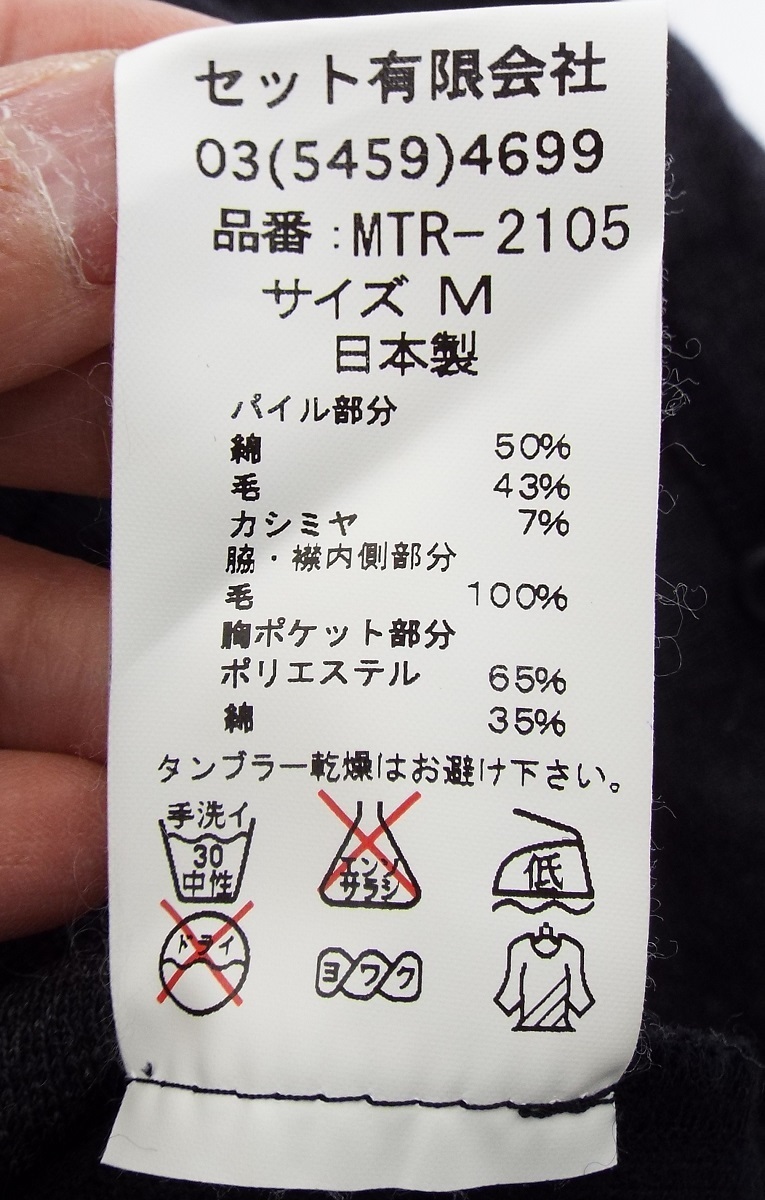 セット有限会社
03(5459)4699
品番:MTR-2105
サイズ M
日本製
パイル部分
綿 50%
毛 43%
カシミヤ 7%
脇・襟内側部分
毛 100%
胸ポケット部分
ポリエステル 65%
綿 35%
タンブラー乾燥はお避け下さい。
手洗イ
30
中性
エンソ
サラシ
低
ドライ
ヨワク